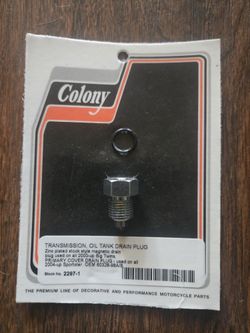 Colony
TRANSMISSION, OIL TANK DRAIN PLUG
Zinc plated stock style magnetic drain
plug used on all 2000-up Big Twins,
PRIMARY COVER DRAIN PLUG - used on all
2004-up Sportster, OEM 60328-98A/B
Stock No. 2297-1
THE PREMIUM LINE OF DECORATIVE AND PERFORMANCE MOTORCYCLE PARTS